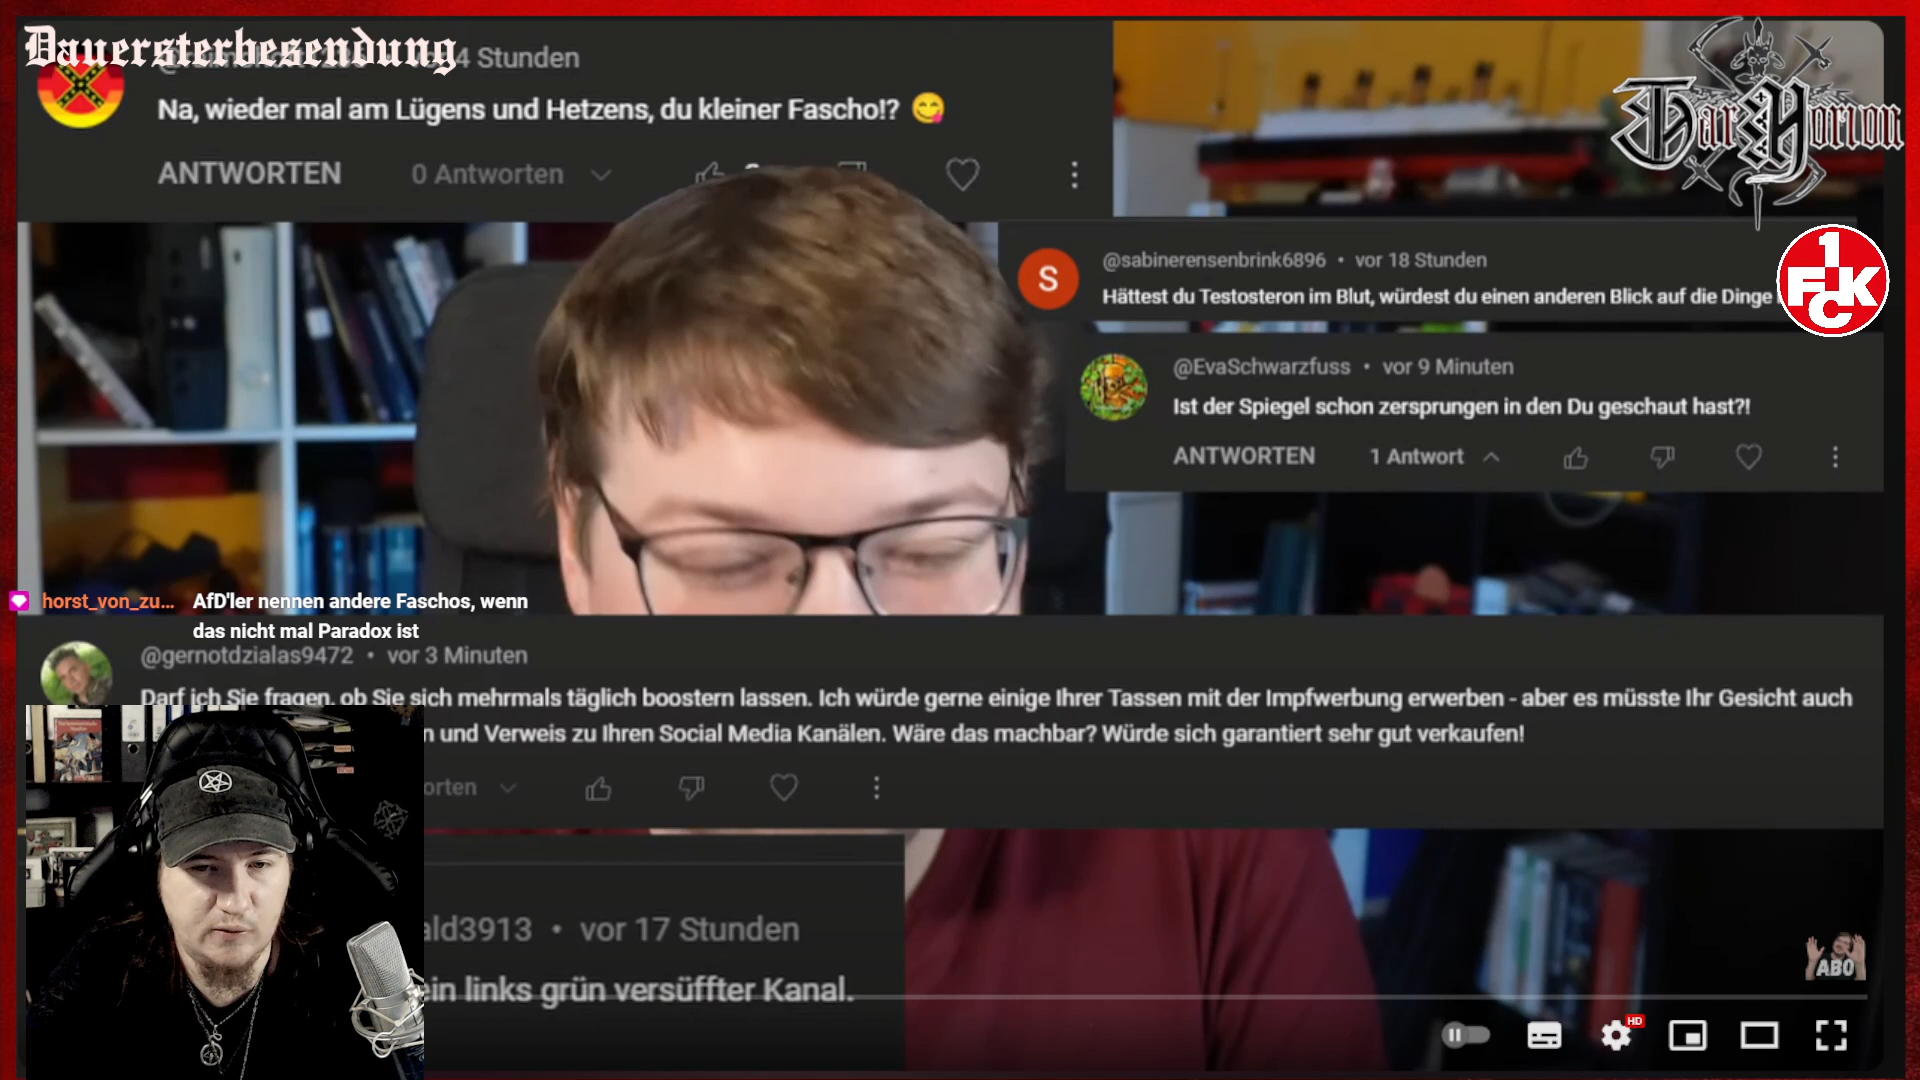 Dauersterbesendung
4 Stunden
Na, wieder mal am Lügens und Hetzens, du kleiner Fascho!?
ANTWORTEN 0 Antworten
Tar Horion
1 FCK
S
@sabinerensenbrink6896 • vor 18 Stunden
Hättest du Testosteron im Blut, würdest du einen anderen Blick auf die Dinge
@EvaSchwarzfuss • vor 9 Minuten
Ist der Spiegel schon zersprungen in den Du geschaut hast?!
ANTWORTEN 1 Antwort
horst_von_zu... AfD'ler nennen andere Faschos, wenn
das nicht mal Paradox ist
@gernotdzialas9472 • vor 3 Minuten
Darf ich Sie fragen, ob Sie sich mehrmals täglich boostern lassen. Ich würde gerne einige Ihrer Tassen mit der Impfwerbung erwerben - aber es müsste Ihr Gesicht auch
n und Verweis zu Ihren Social Media Kanälen. Wäre das machbar? Würde sich garantiert sehr gut verkaufen!
orten
ald3913 • vor 17 Stunden
ein links grün versüffter Kanal.
ABO
HD